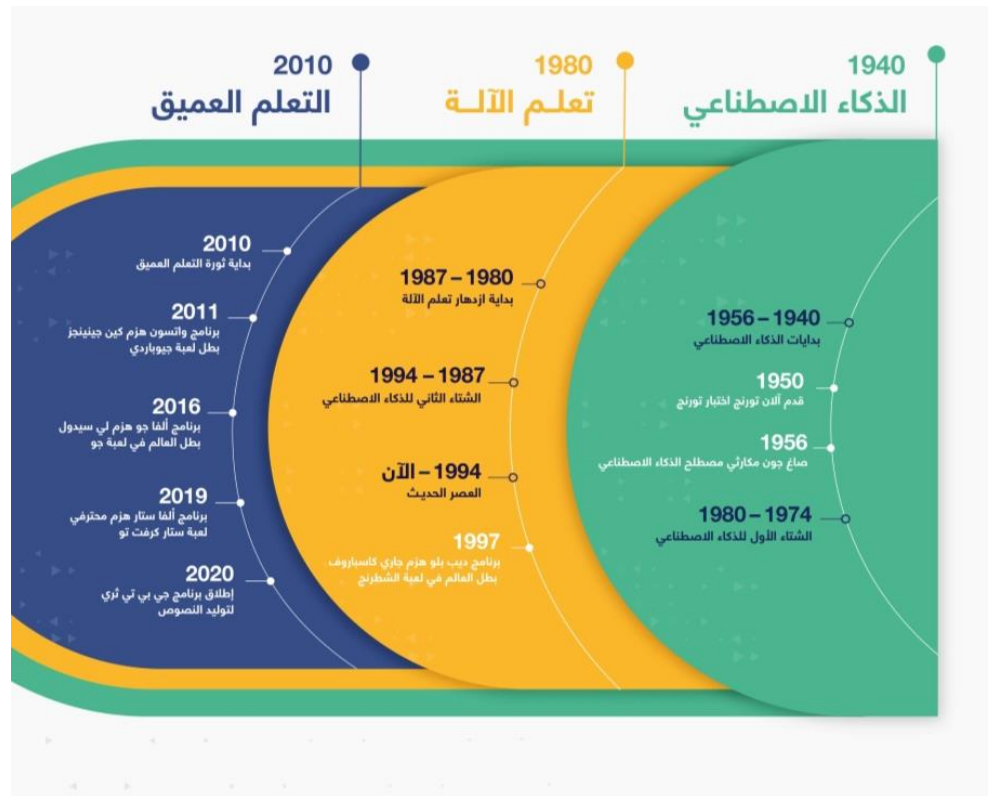 1940
الذكاء الاصطناعي
1940 – 1956
بدايات الذكاء الاصطناعي
1950
قدم آلان تورنج اختبار تورنج
1956
صاغ جون مكارثي مصطلح الذكاء الاصطناعي
1974 – 1980
الشتاء الأول للذكاء الاصطناعي
1980
تعلم الآلة
1980 – 1987
بداية ازدهار تعلم الآلة
1987 – 1994
الشتاء الثاني للذكاء الاصطناعي
1994 – الآن
العصر الحديث
1997
برنامج ديب بلو هزم جاري كاسباروف
بطل العالم في لعبة الشطرنج
2010
التعلم العميق
2010
بداية ثورة التعلم العميق
2011
برنامج واتسون هزم كين جينينجز
بطل لعبة جيوباردي
2016
برنامج ألفا جو هزم لي سيدول
بطل العالم في لعبة جو
2019
برنامج ألفا ستار هزم محترفي
لعبة ستار كرفت تو
2020
إطلاق برنامج جي بي تي ثري
لتوليد النصوص